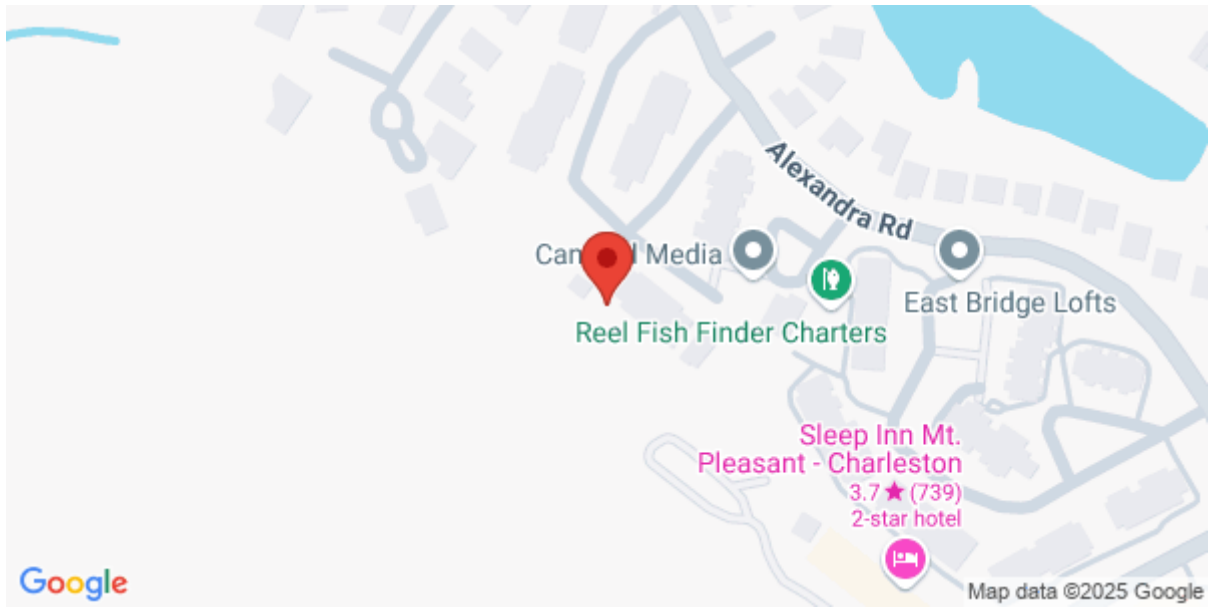 Alexandra Rd
Media
East Bridge Lofts
Reel Fish Finder Charters
Sleep Inn Mt.
Pleasant - Charleston
3.7 ★ (739)
2-star hotel
Google
Map data ©2025 Google